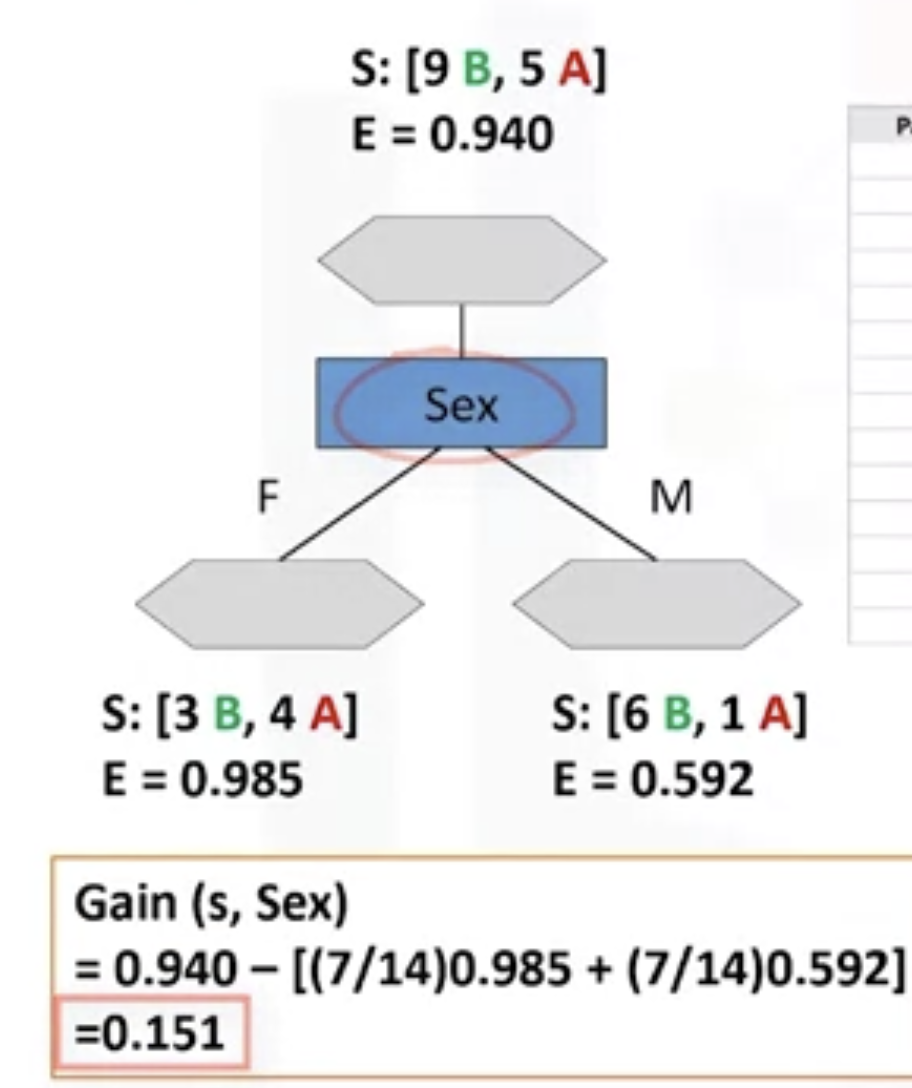 S: [9 B, 5 A]
E = 0.940
Sex
F
M
S: [3 B, 4 A]
E = 0.985
S: [6 B, 1 A]
E = 0.592
Gain (s, Sex)
= 0.940 – [(7/14)0.985 + (7/14)0.592]
=0.151